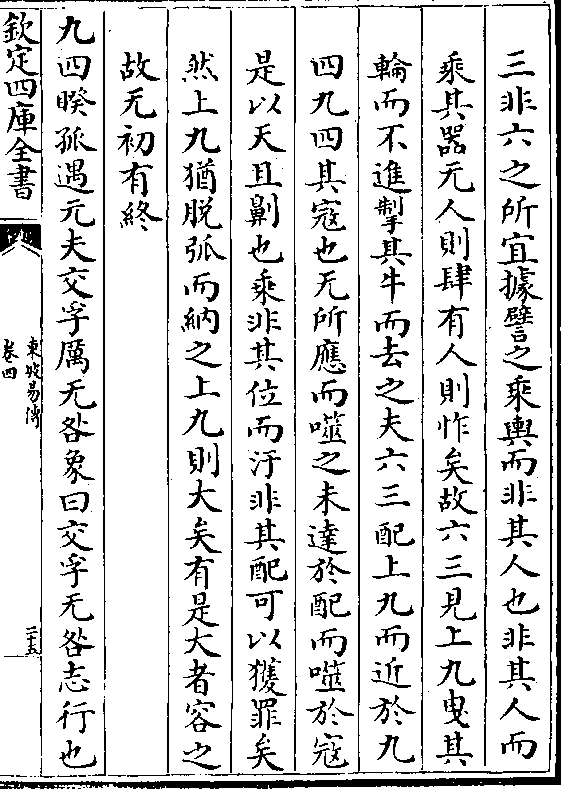 三非六之所宜據譬之乘輿而非其人也非其人而
乘其器无人則肆有人則怍矣故六三見上九曳其
輪而不進掣其牛而去之夫六三配上九而近於九
四九四其寇也无所應而噬之未達於配而噬於寇
是以天且劓也乘非其位而汙非其配可以獲罪矣
然上九猶脱弧而納之上九則大矣有是大者容之
故无初有終
九四暌孤遇元夫交孚厲无咎象曰交孚无咎志行也
欽定四庫全書
東坡易傳
卷四
二十五